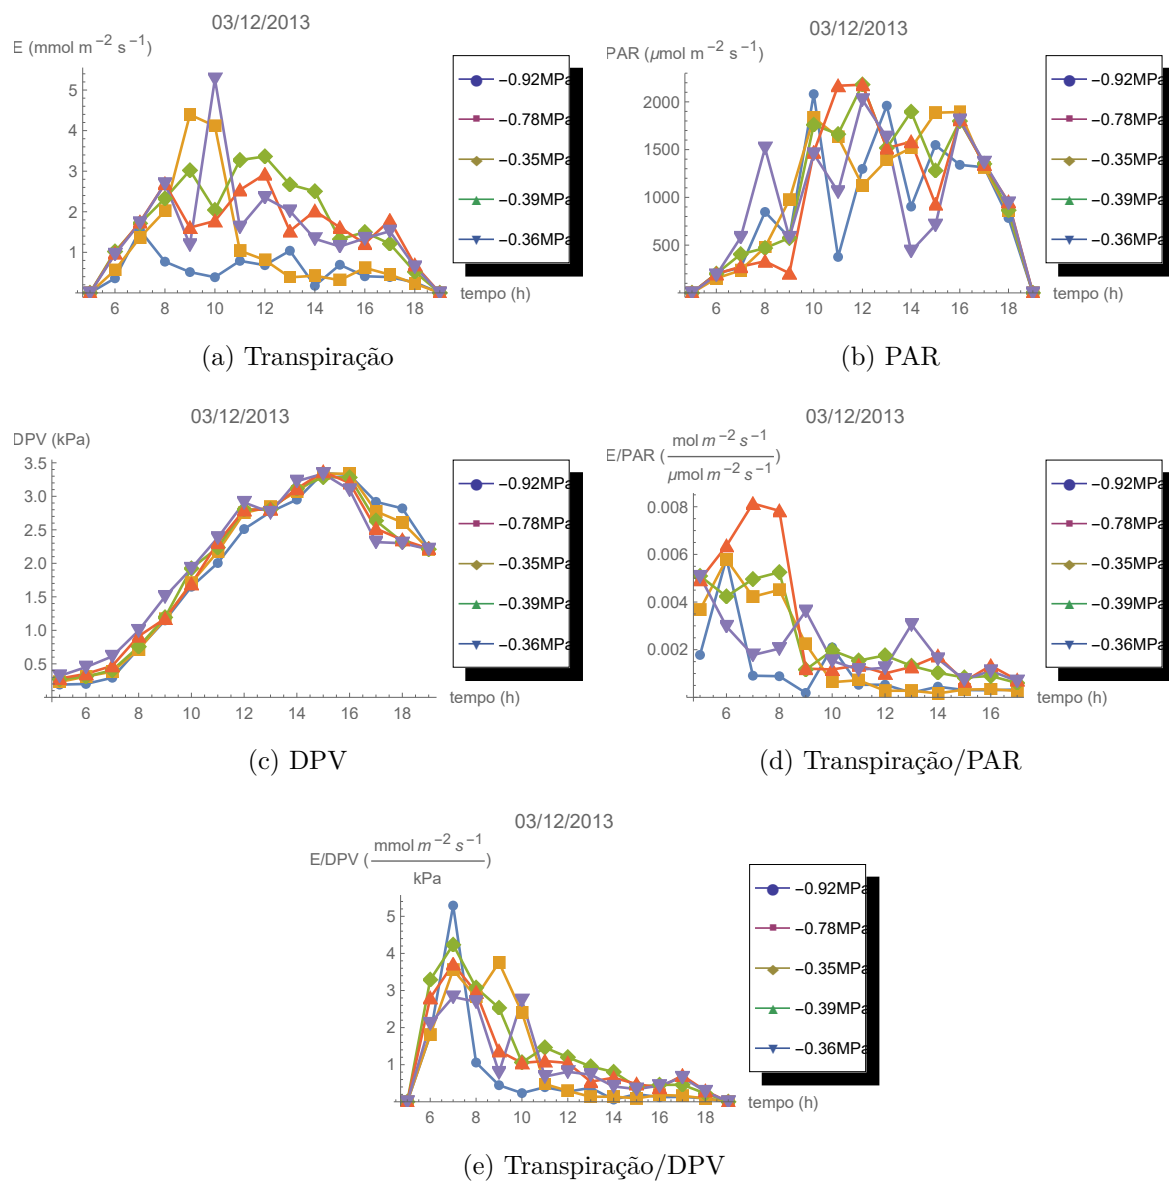 03/12/2013
E (mmol m⁻² s⁻¹)
5
4
3
2
1
6 8 10 12 14 16 18
tempo (h)
−0.92MPa
−0.78MPa
−0.35MPa
−0.39MPa
−0.36MPa
(a) Transpiração
03/12/2013
PAR (μmol m⁻² s⁻¹)
2000
1500
1000
500
6 8 10 12 14 16 18
tempo (h)
−0.92MPa
−0.78MPa
−0.35MPa
−0.39MPa
−0.36MPa
(b) PAR
03/12/2013
DPV (kPa)
3.5
3.0
2.5
2.0
1.5
1.0
0.5
6 8 10 12 14 16 18
tempo (h)
−0.92MPa
−0.78MPa
−0.35MPa
−0.39MPa
−0.36MPa
(c) DPV
03/12/2013
E/PAR (mol m⁻² s⁻¹ / μmol m⁻² s⁻¹)
0.008
0.006
0.004
0.002
6 8 10 12 14 16
tempo (h)
−0.92MPa
−0.78MPa
−0.35MPa
−0.39MPa
−0.36MPa
(d) Transpiração/PAR
03/12/2013
E/DPV (mmol m⁻² s⁻¹ / kPa)
5
4
3
2
1
6 8 10 12 14 16 18
tempo (h)
−0.92MPa
−0.78MPa
−0.35MPa
−0.39MPa
−0.36MPa
(e) Transpiração/DPV